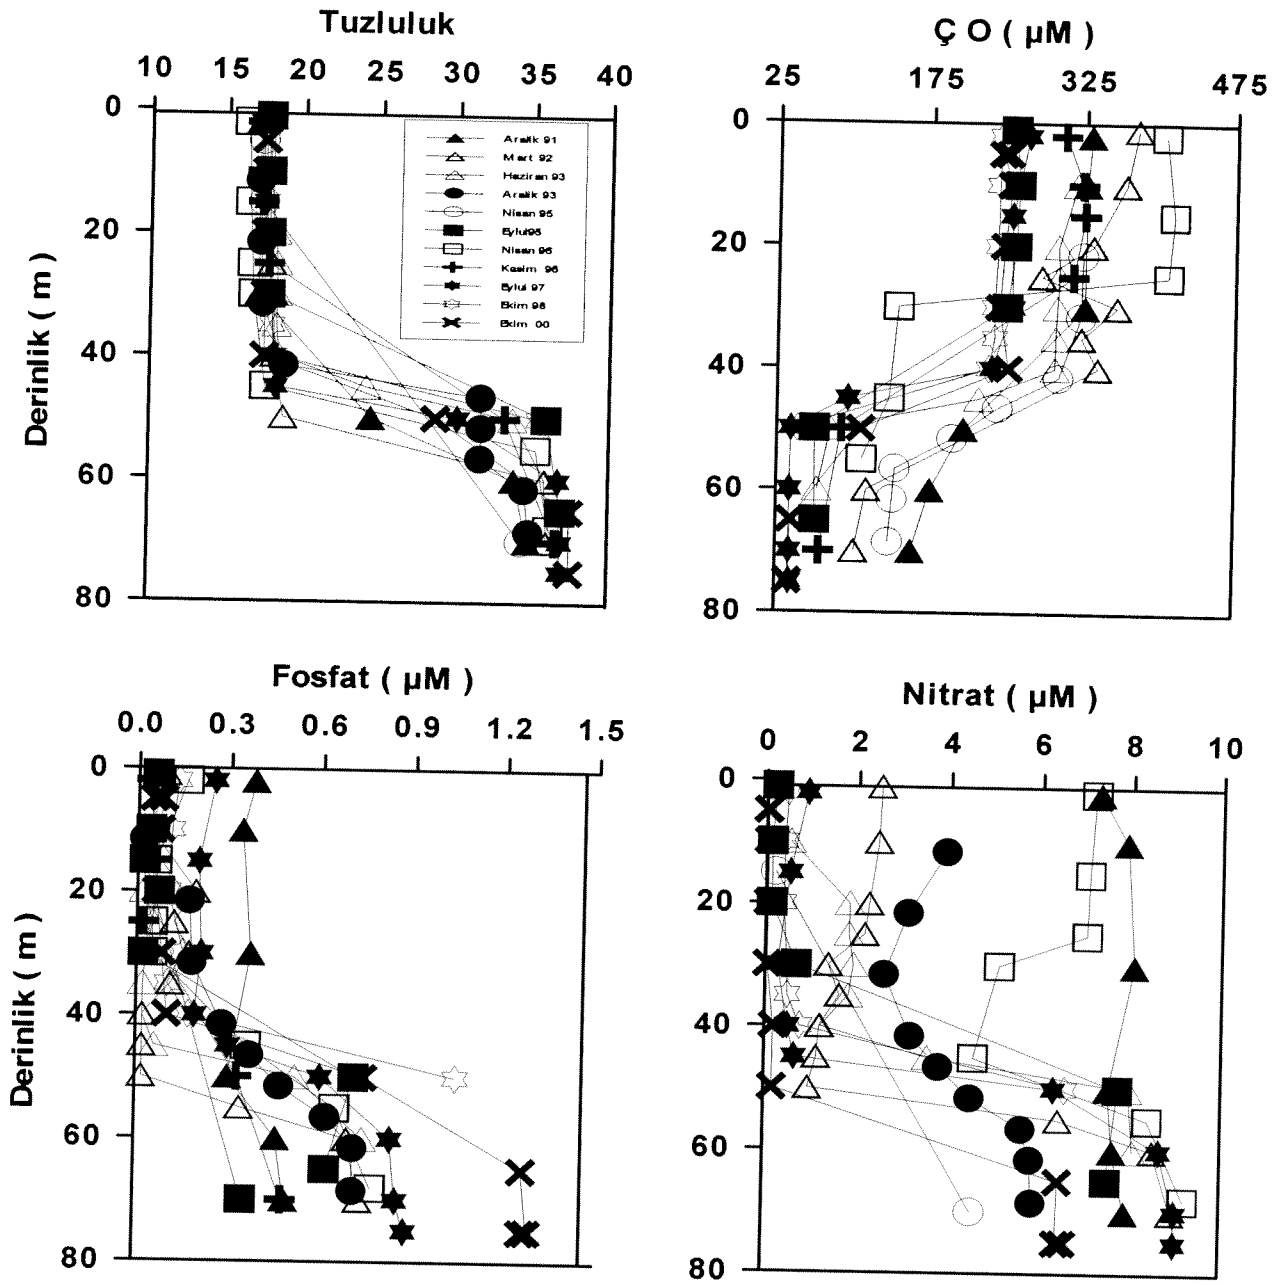 Tuzluluk
10 15 20 25 30 35 40
0
20
40
60
80
Derinlik ( m )
Aralik 91
Mart 92
Haziran 93
Aralik 93
Nisan 95
Eylul95
Nisan 96
Kasim 96
Eylul 97
Ekim 98
Ekim 00
Ç O ( µM )
25 175 325 475
0
20
40
60
80
Fosfat ( µM )
0.0 0.3 0.6 0.9 1.2 1.5
0
20
40
60
80
Derinlik ( m )
Nitrat ( µM )
0 2 4 6 8 10
0
20
40
60
80